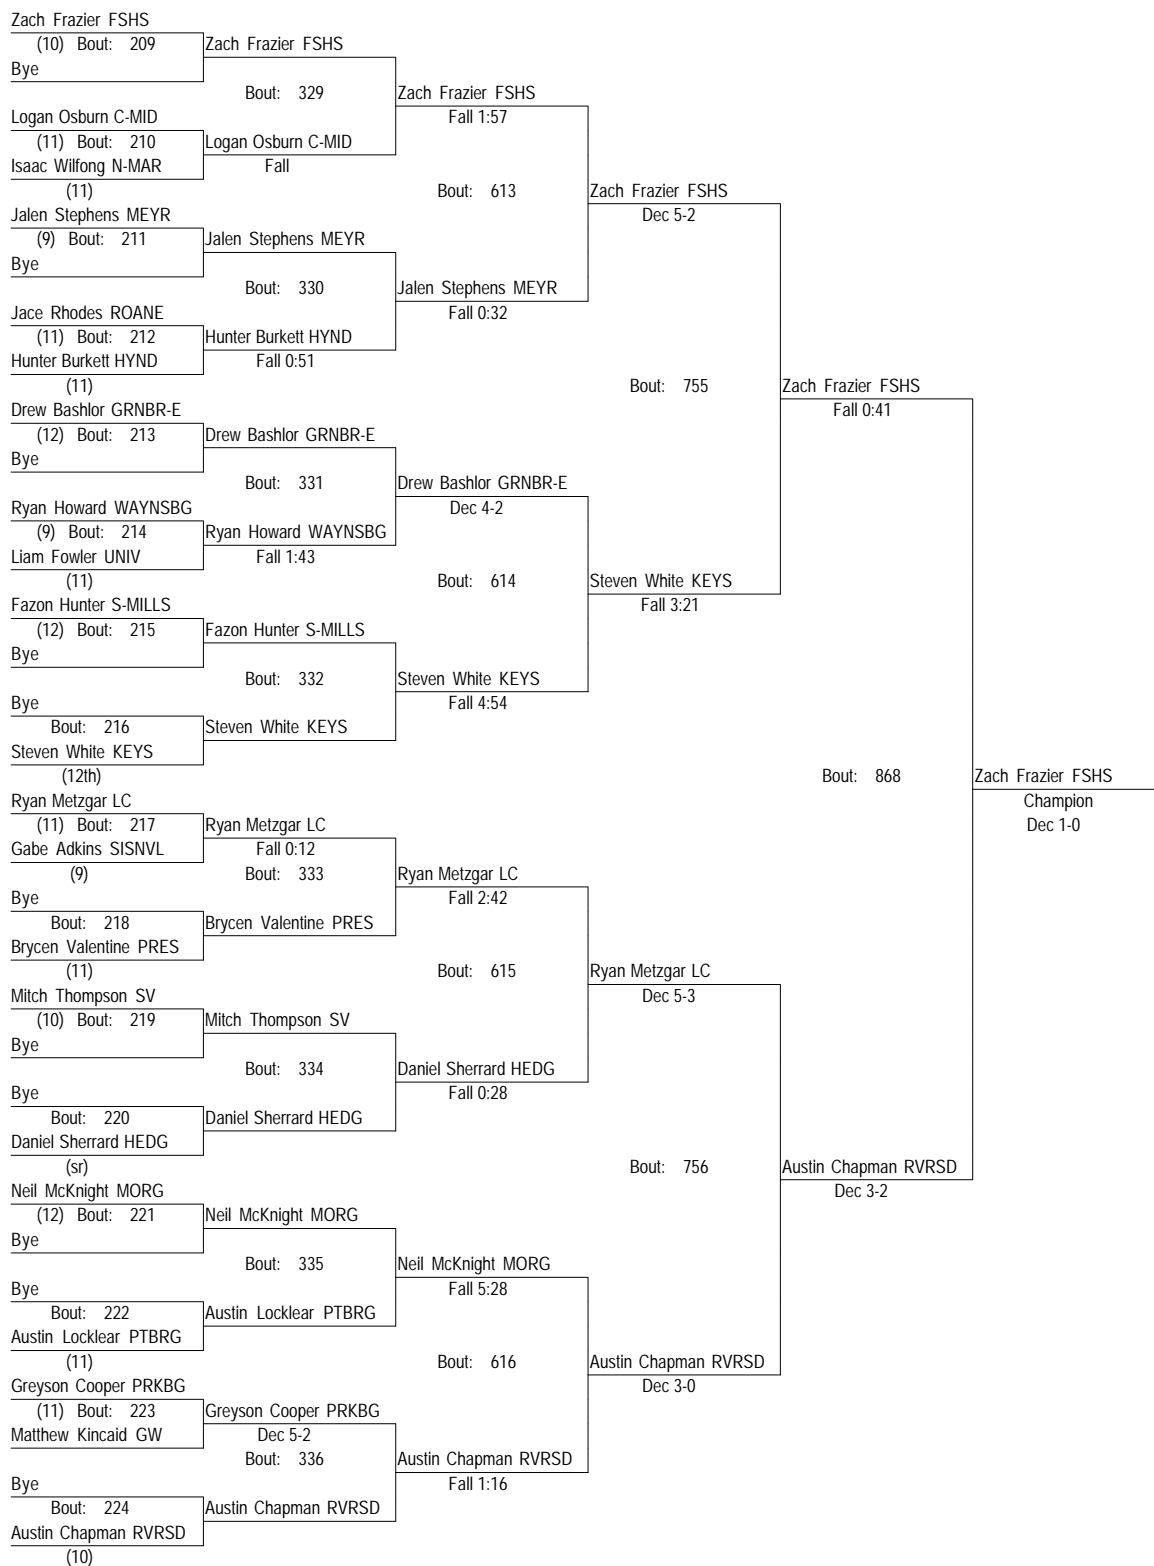 Zach Frazier FSHS
(10) Bout: 209 Zach Frazier FSHS
Bye
Bout: 329 Zach Frazier FSHS
Logan Osburn C-MID Fall 1:57
(11) Bout: 210 Logan Osburn C-MID
Isaac Wilfong N-MAR Fall
(11) Bout: 613 Zach Frazier FSHS
Jalen Stephens MEYR Dec 5-2
(9) Bout: 211 Jalen Stephens MEYR
Bye
Bout: 330 Jalen Stephens MEYR
Jace Rhodes ROANE Fall 0:32
(11) Bout: 212 Hunter Burkett HYND
Hunter Burkett HYND Fall 0:51
(11) Bout: 755 Zach Frazier FSHS
Drew Bashlor GRNBR-E Fall 0:41
(12) Bout: 213 Drew Bashlor GRNBR-E
Bye
Bout: 331 Drew Bashlor GRNBR-E
Ryan Howard WAYNSBG Dec 4-2
(9) Bout: 214 Ryan Howard WAYNSBG
Liam Fowler UNIV Fall 1:43
(11) Bout: 614 Steven White KEYS
Fazon Hunter S-MILLS Fall 3:21
(12) Bout: 215 Fazon Hunter S-MILLS
Bye
Bout: 332 Steven White KEYS
Bye Fall 4:54
Bout: 216 Steven White KEYS
Steven White KEYS
(12th) Bout: 868 Zach Frazier FSHS
Ryan Metzgar LC Champion
(11) Bout: 217 Ryan Metzgar LC Dec 1-0
Gabe Adkins SISNVL Fall 0:12
(9) Bout: 333 Ryan Metzgar LC
Bye Fall 2:42
Bout: 218 Brycen Valentine PRES
Brycen Valentine PRES
(11) Bout: 615 Ryan Metzgar LC
Mitch Thompson SV Dec 5-3
(10) Bout: 219 Mitch Thompson SV
Bye
Bout: 334 Daniel Sherrard HEDG
Bye Fall 0:28
Bout: 220 Daniel Sherrard HEDG
Daniel Sherrard HEDG
(sr) Bout: 756 Austin Chapman RVRSD
Neil McKnight MORG Dec 3-2
(12) Bout: 221 Neil McKnight MORG
Bye
Bout: 335 Neil McKnight MORG
Bye Fall 5:28
Bout: 222 Austin Locklear PTBRG
Austin Locklear PTBRG
(11) Bout: 616 Austin Chapman RVRSD
Greyson Cooper PRKBG Dec 3-0
(11) Bout: 223 Greyson Cooper PRKBG
Matthew Kincaid GW Dec 5-2
Bout: 336 Austin Chapman RVRSD
Bye Fall 1:16
Bout: 224 Austin Chapman RVRSD
Austin Chapman RVRSD
(10)